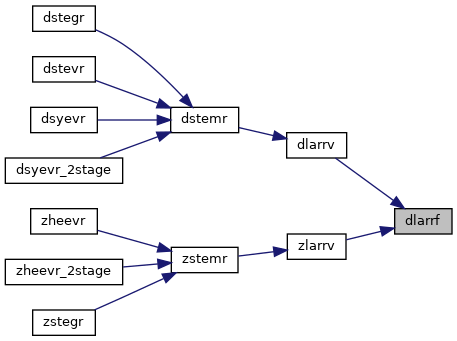 dstegr
dstevr
dsyevr
dsyevr_2stage
dstemr
dlarrv
dlarrf
zheevr
zheevr_2stage
zstegr
zstemr
zlarrv